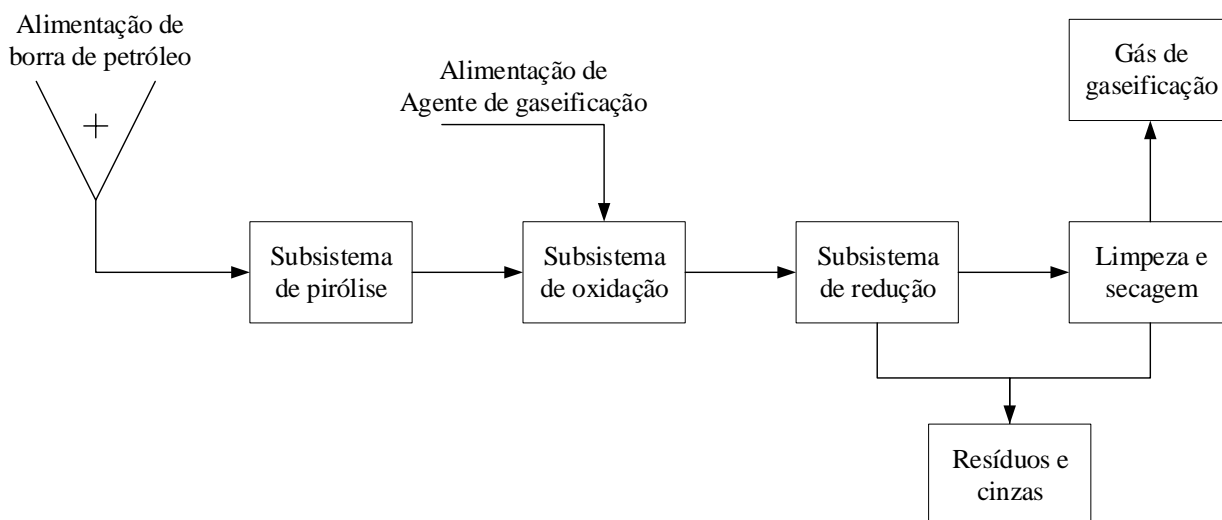 Alimentação de
borra de petróleo
Alimentação de
Agente de gaseificação
Gás de
gaseificação
Subsistema
de pirólise
Subsistema
de oxidação
Subsistema
de redução
Limpeza e
secagem
Resíduos e
cinzas